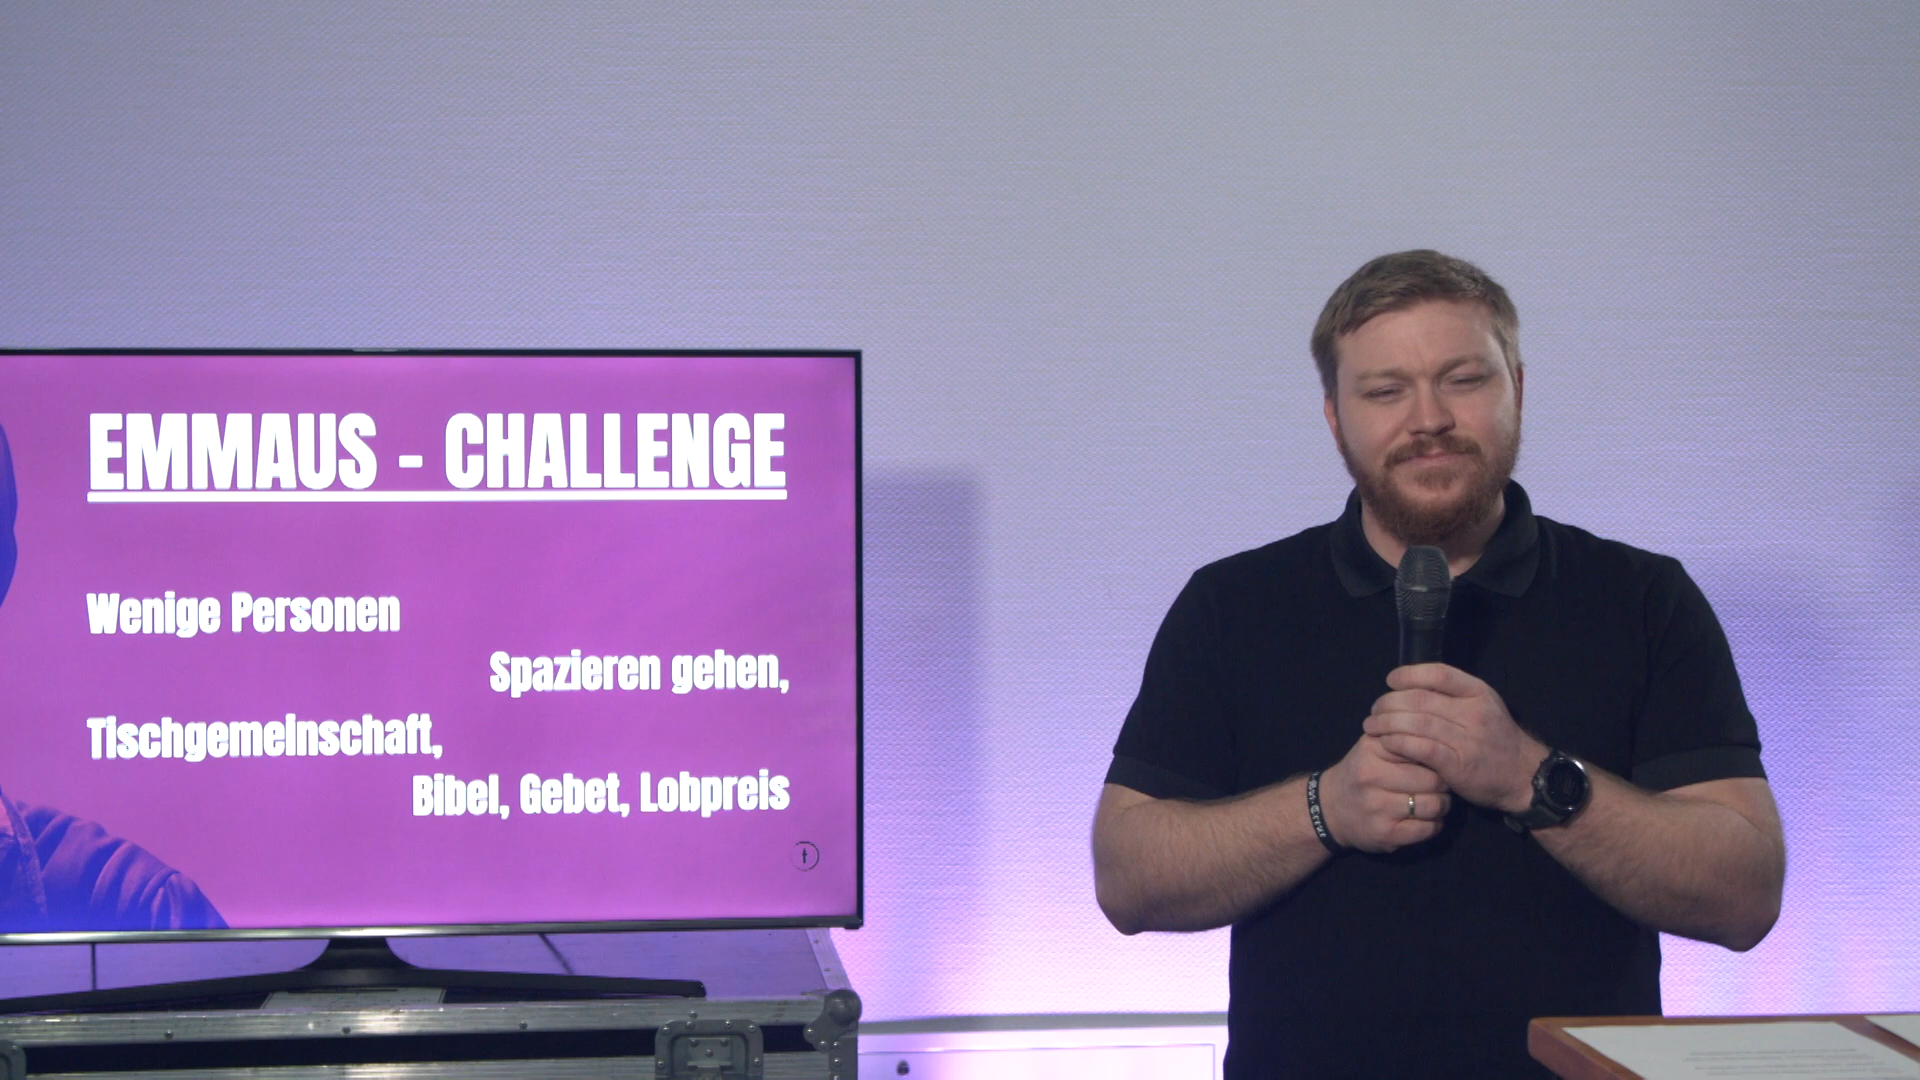 EMMAUS - CHALLENGE
Wenige Personen
Spazieren gehen,
Tischgemeinschaft,
Bibel, Gebet, Lobpreis